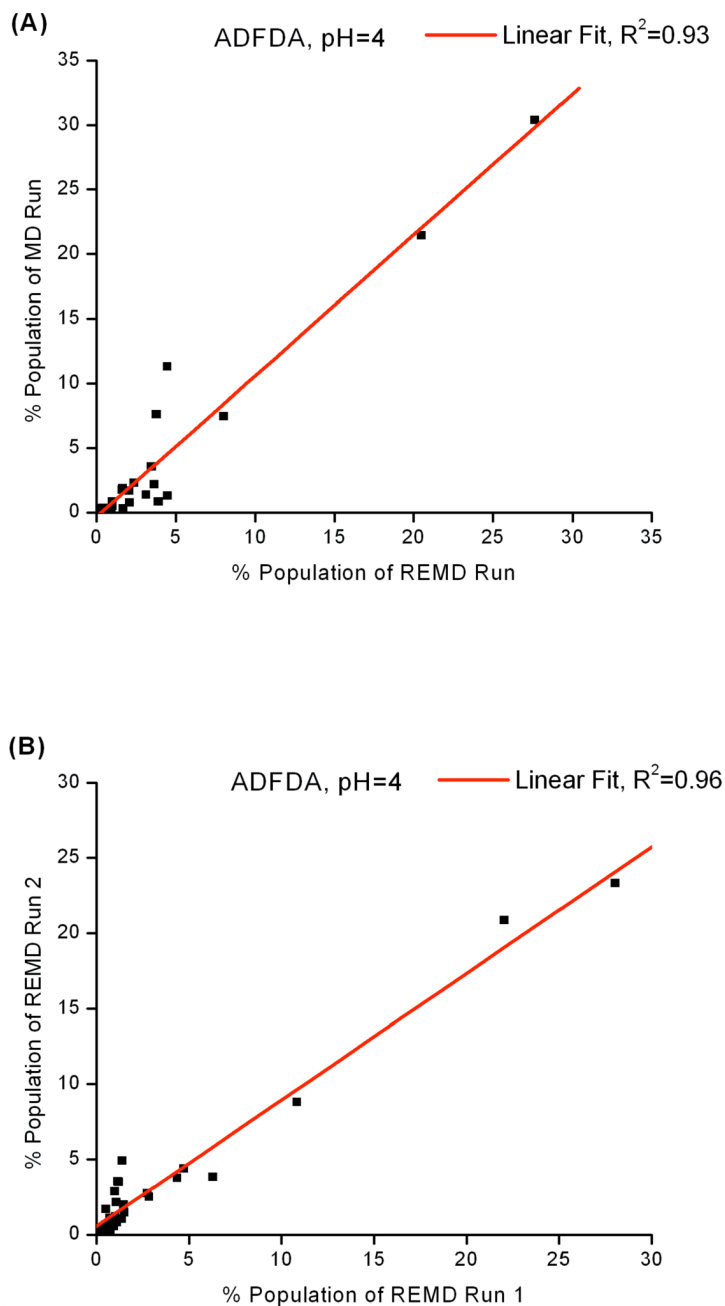 (A)
ADFDA, pH=4 Linear Fit, R²=0.93
35
30
25
20
15
10
5
0
% Population of MD Run
0 5 10 15 20 25 30 35
% Population of REMD Run
(B)
ADFDA, pH=4 Linear Fit, R²=0.96
30
25
20
15
10
5
0
% Population of REMD Run 2
0 5 10 15 20 25 30
% Population of REMD Run 1